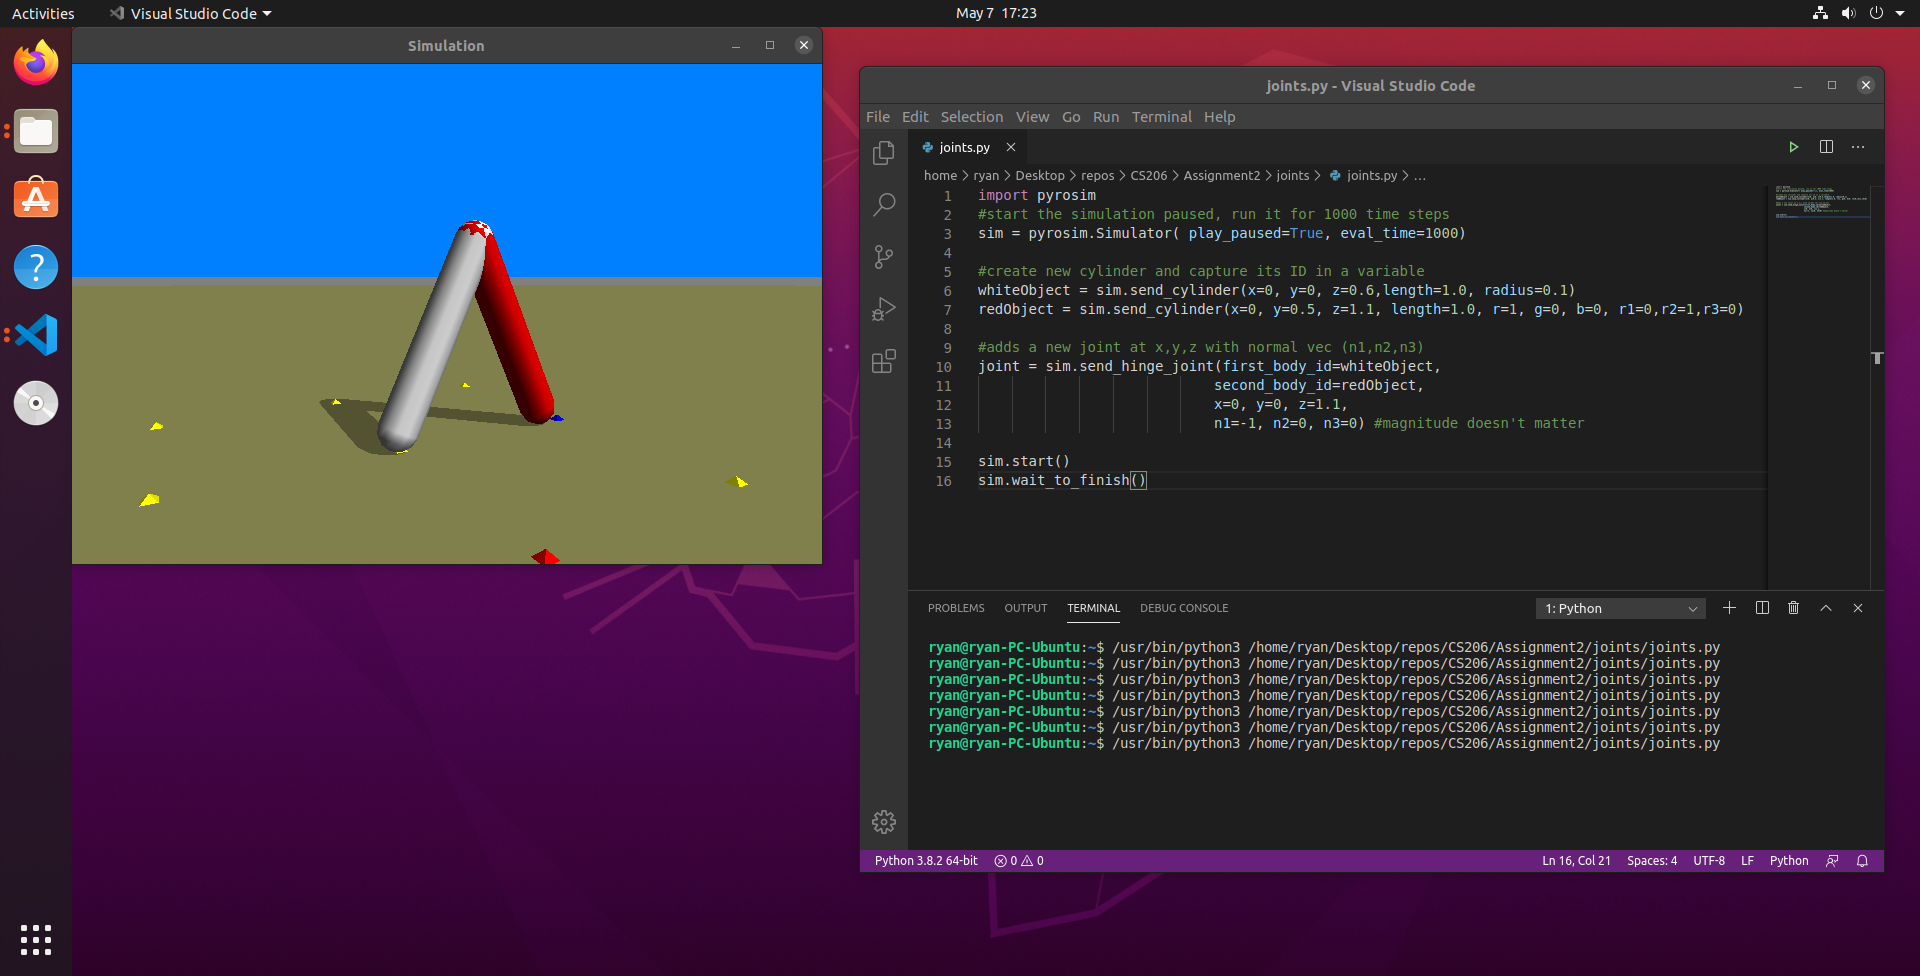 Activities
Visual Studio Code
May 7 17:23
Simulation
joints.py - Visual Studio Code
File Edit Selection View Go Run Terminal Help
joints.py
home > ryan > Desktop > repos > CS206 > Assignment2 > joints > joints.py > ...
1 import pyrosim
2 #start the simulation paused, run it for 1000 time steps
3 sim = pyrosim.Simulator( play_paused=True, eval_time=1000)
4
5 #create new cylinder and capture its ID in a variable
6 whiteObject = sim.send_cylinder(x=0, y=0, z=0.6,length=1.0, radius=0.1)
7 redObject = sim.send_cylinder(x=0, y=0.5, z=1.1, length=1.0, r=1, g=0, b=0, r1=0,r2=1,r3=0)
8
9 #adds a new joint at x,y,z with normal vec (n1,n2,n3)
10 joint = sim.send_hinge_joint(first_body_id=whiteObject,
11 second_body_id=redObject,
12 x=0, y=0, z=1.1,
13 n1=-1, n2=0, n3=0) #magnitude doesn't matter
14
15 sim.start()
16 sim.wait_to_finish()
PROBLEMS OUTPUT TERMINAL DEBUG CONSOLE
1: Python
ryan@ryan-PC-Ubuntu:~$ /usr/bin/python3 /home/ryan/Desktop/repos/CS206/Assignment2/joints/joints.py
ryan@ryan-PC-Ubuntu:~$ /usr/bin/python3 /home/ryan/Desktop/repos/CS206/Assignment2/joints/joints.py
ryan@ryan-PC-Ubuntu:~$ /usr/bin/python3 /home/ryan/Desktop/repos/CS206/Assignment2/joints/joints.py
ryan@ryan-PC-Ubuntu:~$ /usr/bin/python3 /home/ryan/Desktop/repos/CS206/Assignment2/joints/joints.py
ryan@ryan-PC-Ubuntu:~$ /usr/bin/python3 /home/ryan/Desktop/repos/CS206/Assignment2/joints/joints.py
ryan@ryan-PC-Ubuntu:~$ /usr/bin/python3 /home/ryan/Desktop/repos/CS206/Assignment2/joints/joints.py
ryan@ryan-PC-Ubuntu:~$ /usr/bin/python3 /home/ryan/Desktop/repos/CS206/Assignment2/joints/joints.py
Python 3.8.2 64-bit 0 0 Ln 16, Col 21 Spaces: 4 UTF-8 LF Python